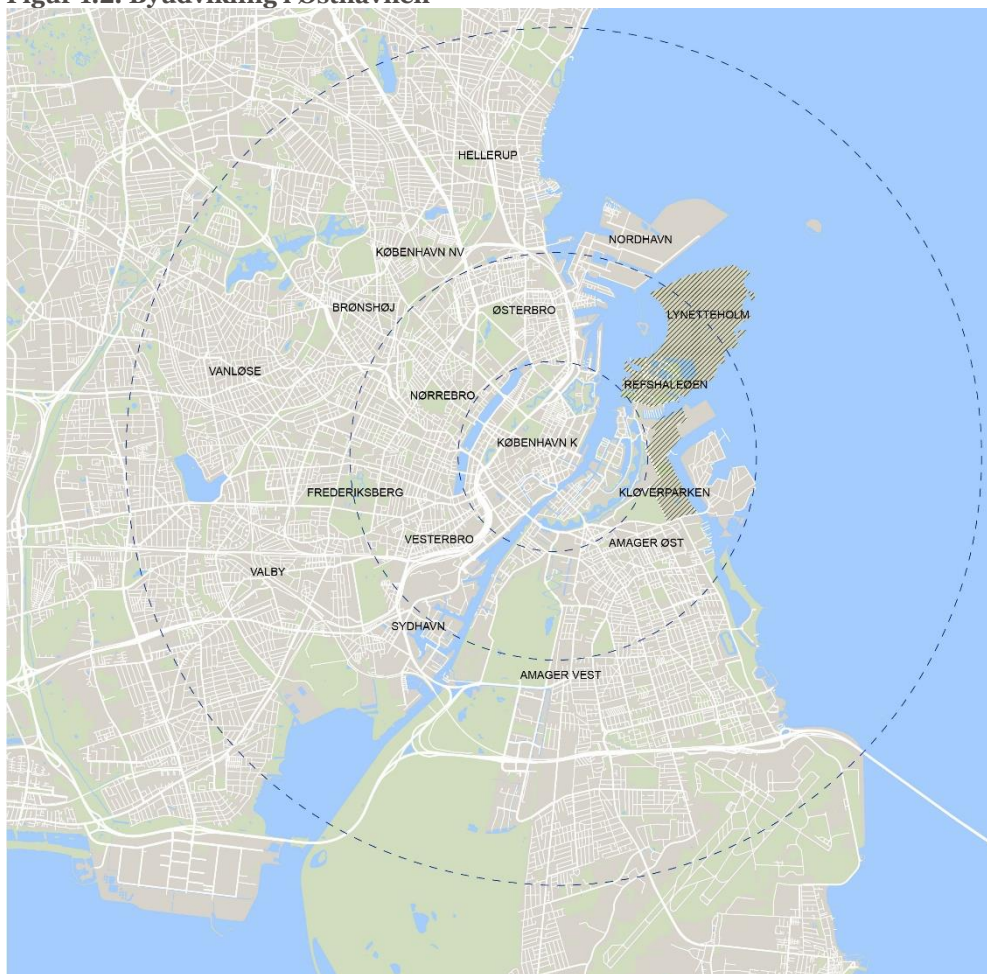 Figur 1.2: Byudvikling i Østhavnen
HELLERUP
NORDHAVN
KØBENHAVN NV
BRØNSHØJ
ØSTERBRO
LYNETTEHOLM
VANLØSE
REFSHALEØEN
NØRREBRO
KØBENHAVN K
FREDERIKSBERG
KLØVERPARKEN
VESTERBRO
AMAGER ØST
VALBY
SYDHAVN
AMAGER VEST